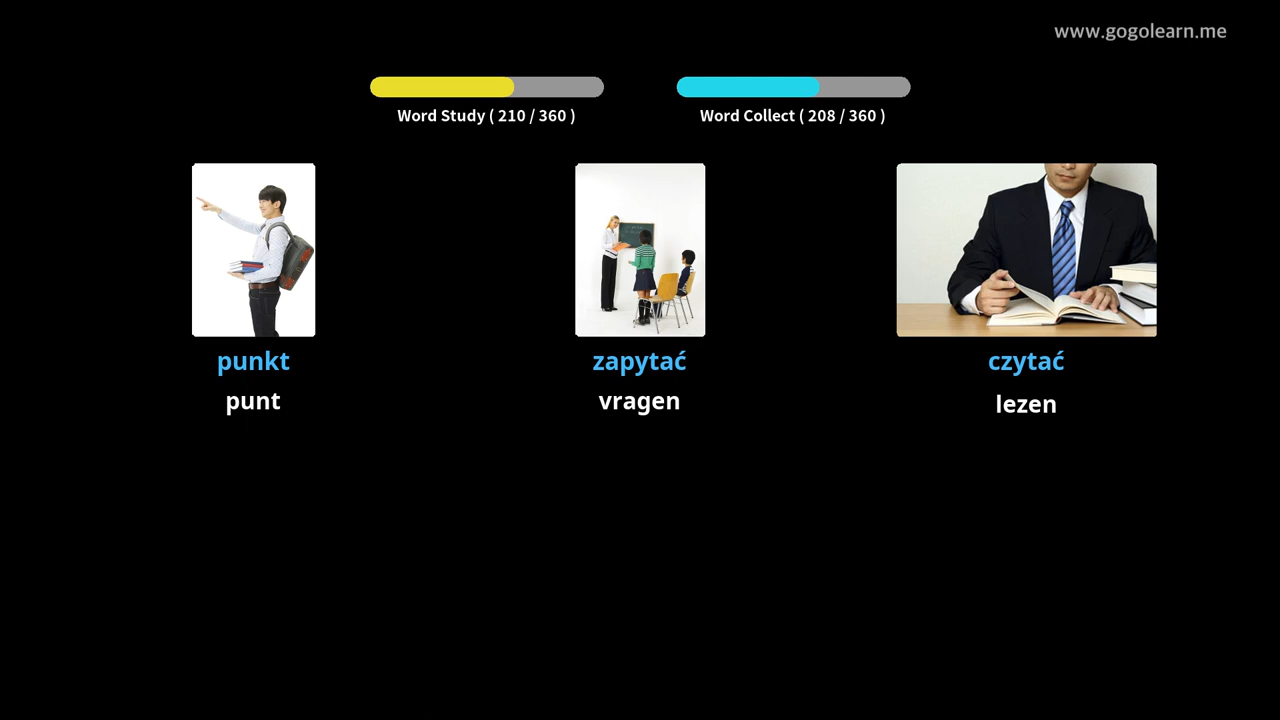 www.gogolearn.me
Word Study ( 210 / 360 )
Word Collect ( 208 / 360 )
punkt
punt
zapytać
vragen
czytać
lezen